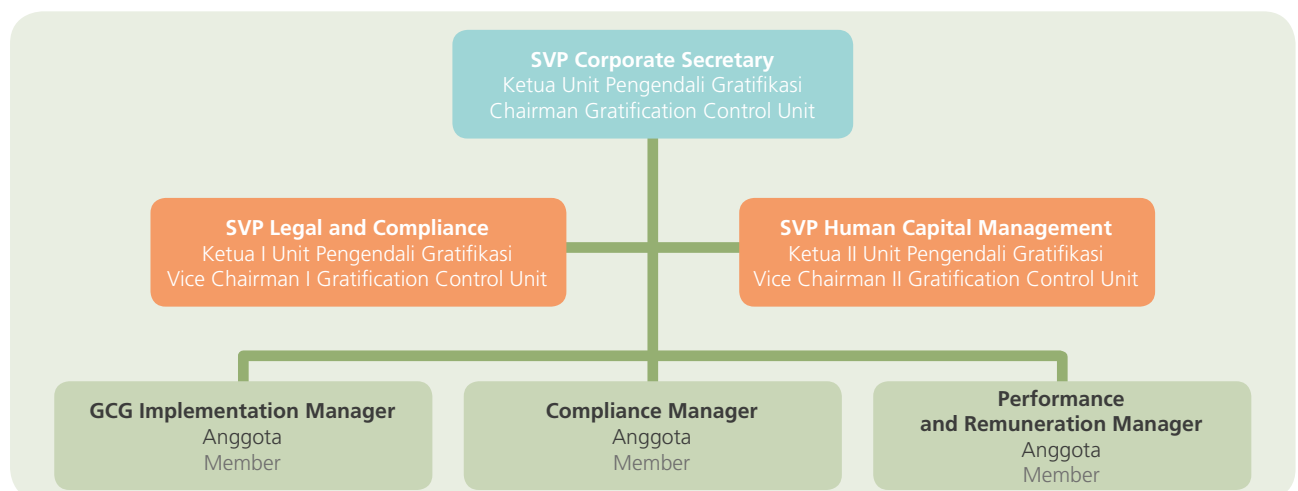 SVP Corporate Secretary
Ketua Unit Pengendali Gratifikasi
Chairman Gratification Control Unit
SVP Legal and Compliance
Ketua I Unit Pengendali Gratifikasi
Vice Chairman I Gratification Control Unit
SVP Human Capital Management
Ketua II Unit Pengendali Gratifikasi
Vice Chairman II Gratification Control Unit
GCG Implementation Manager
Anggota
Member
Compliance Manager
Anggota
Member
Performance
and Remuneration Manager
Anggota
Member